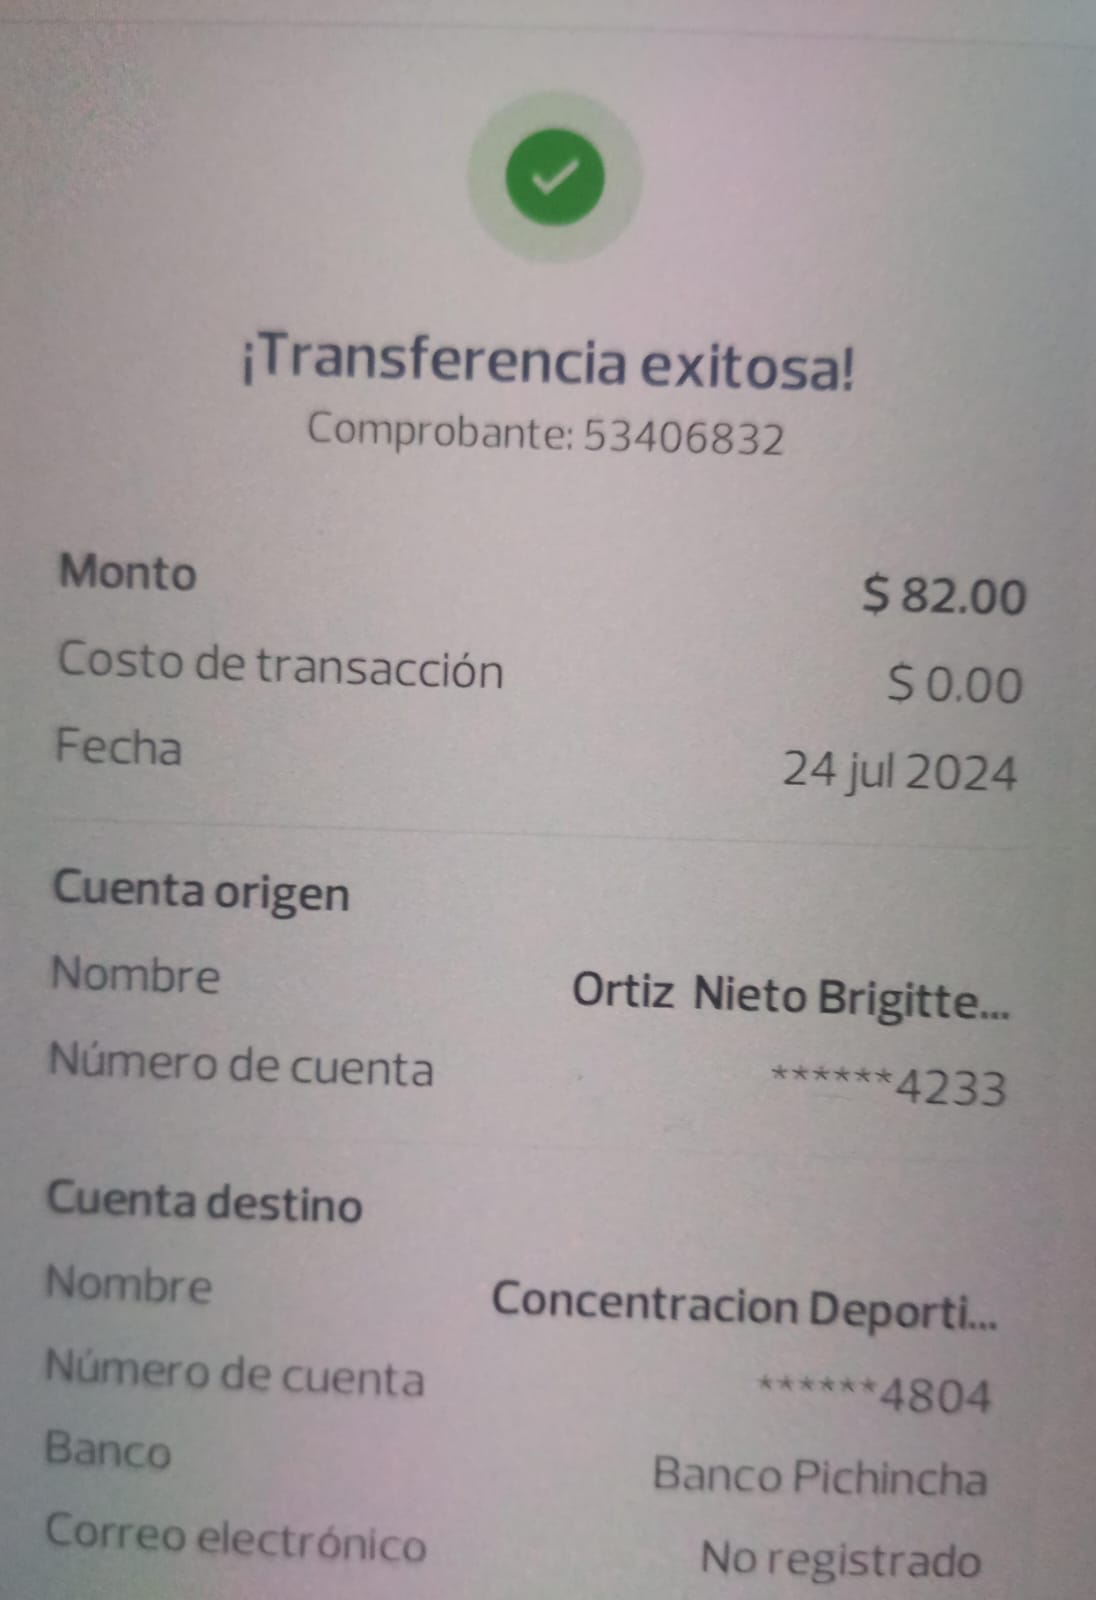 ¡Transferencia exitosa!
Comprobante: 53406832
Monto $ 82.00
Costo de transacción $ 0.00
Fecha 24 jul 2024
Cuenta origen
Nombre Ortiz Nieto Brigitte...
Número de cuenta ******4233
Cuenta destino
Nombre Concentracion Deporti...
Número de cuenta ******4804
Banco Banco Pichincha
Correo electrónico No registrado